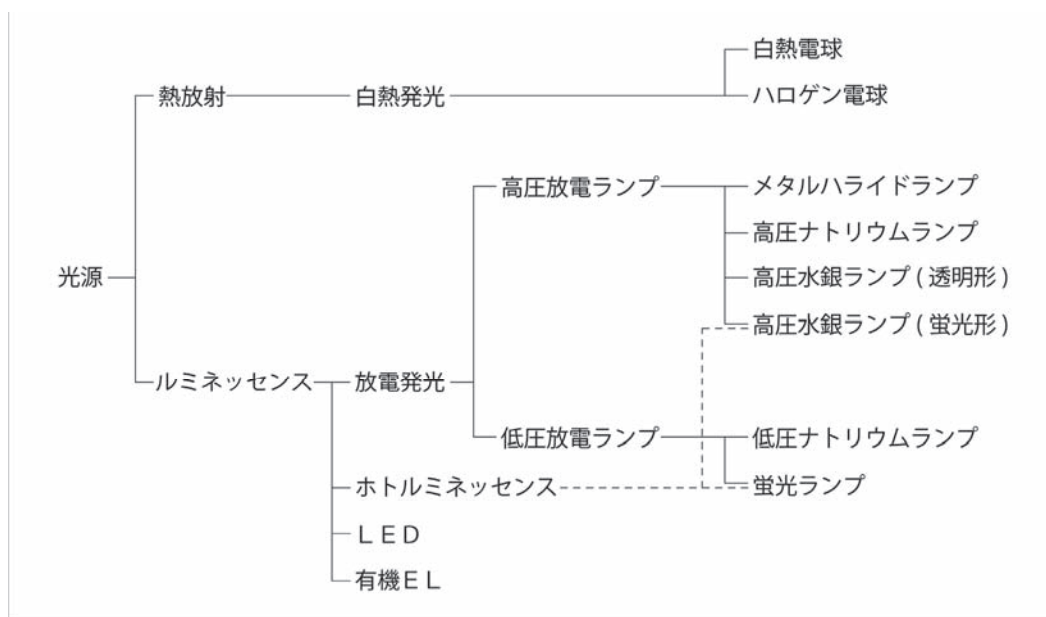 白熱電球
熱放射 白熱発光 ハロゲン電球
高圧放電ランプ メタルハライドランプ
高圧ナトリウムランプ
光源 高圧水銀ランプ ( 透明形 )
高圧水銀ランプ ( 蛍光形 )
ルミネッセンス 放電発光
低圧放電ランプ 低圧ナトリウムランプ
ホトルミネッセンス 蛍光ランプ
ＬＥＤ
有機ＥＬ